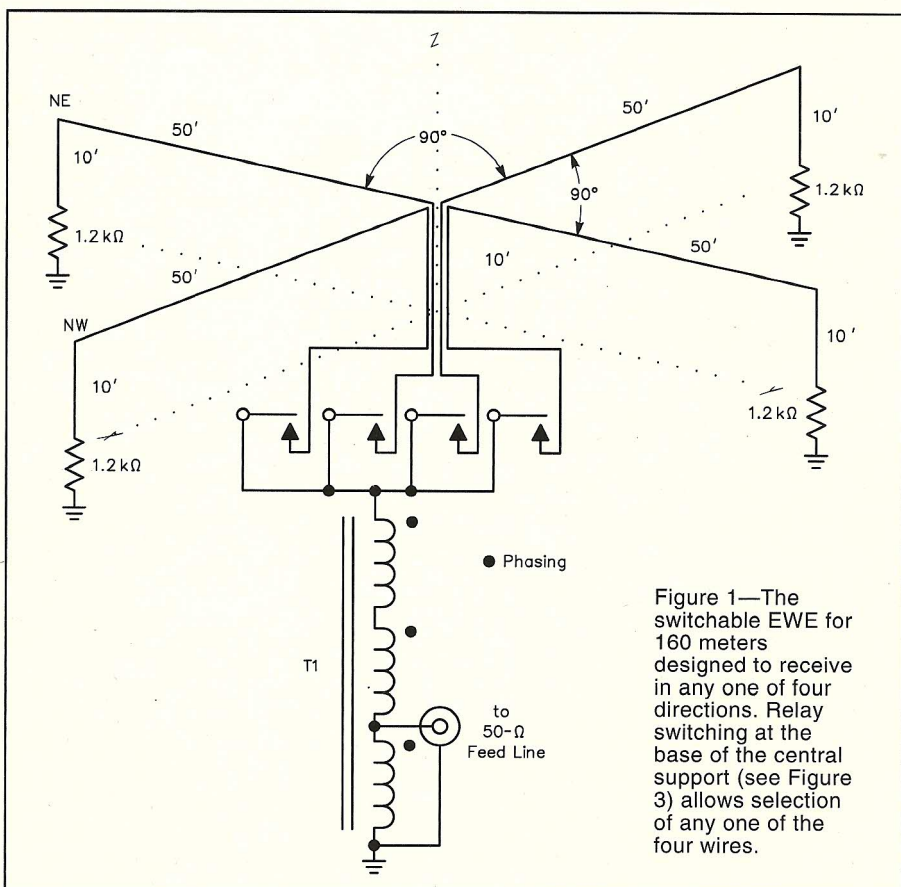 Z
NE
50'
90°
10'
10'
1.2 kΩ
90°
1.2 kΩ
50'
10'
50'
NW
10'
10'
1.2 kΩ
1.2 kΩ
Phasing
T1
to
50-Ω
Feed Line
Figure 1—The
switchable EWE for
160 meters
designed to receive
in any one of four
directions. Relay
switching at the
base of the central
support (see Figure
3) allows selection
of any one of the
four wires.
50'